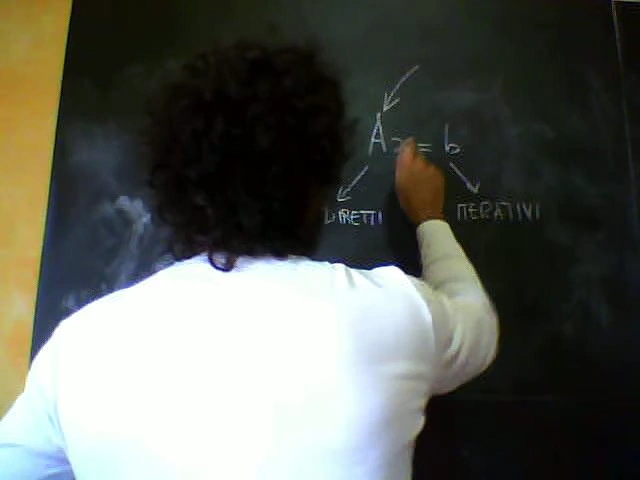 Ax = b
DIRETTI ITERATIVI